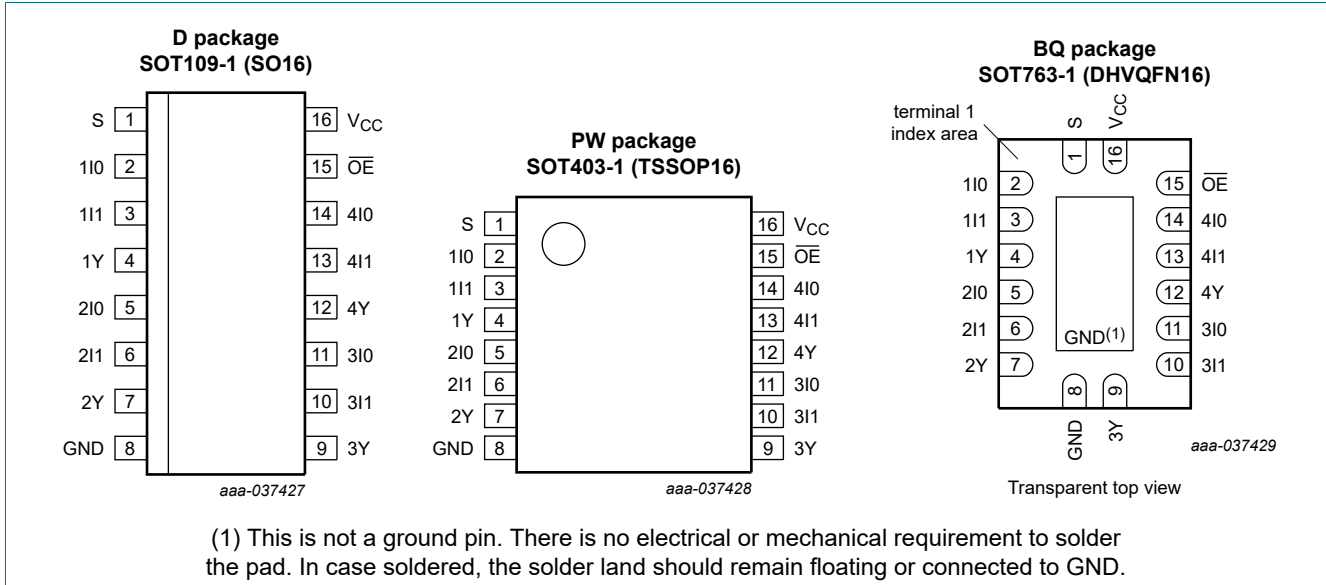 D package
SOT109-1 (SO16)
S 1
1I0 2
1I1 3
1Y 4
2I0 5
2I1 6
2Y 7
GND 8
16 VCC
15 OE
14 4I0
13 4I1
12 4Y
11 3I0
10 3I1
9 3Y
aaa-037427
PW package
SOT403-1 (TSSOP16)
S 1
1I0 2
1I1 3
1Y 4
2I0 5
2I1 6
2Y 7
GND 8
16 VCC
15 OE
14 4I0
13 4I1
12 4Y
11 3I0
10 3I1
9 3Y
aaa-037428
BQ package
SOT763-1 (DHVQFN16)
terminal 1
index area
S 1
VCC 16
1I0 2
1I1 3
1Y 4
2I0 5
2I1 6
2Y 7
15 OE
14 4I0
13 4I1
12 4Y
11 3I0
10 3I1
GND(1)
GND 8
3Y 9
aaa-037429
Transparent top view
(1) This is not a ground pin. There is no electrical or mechanical requirement to solder
the pad. In case soldered, the solder land should remain floating or connected to GND.